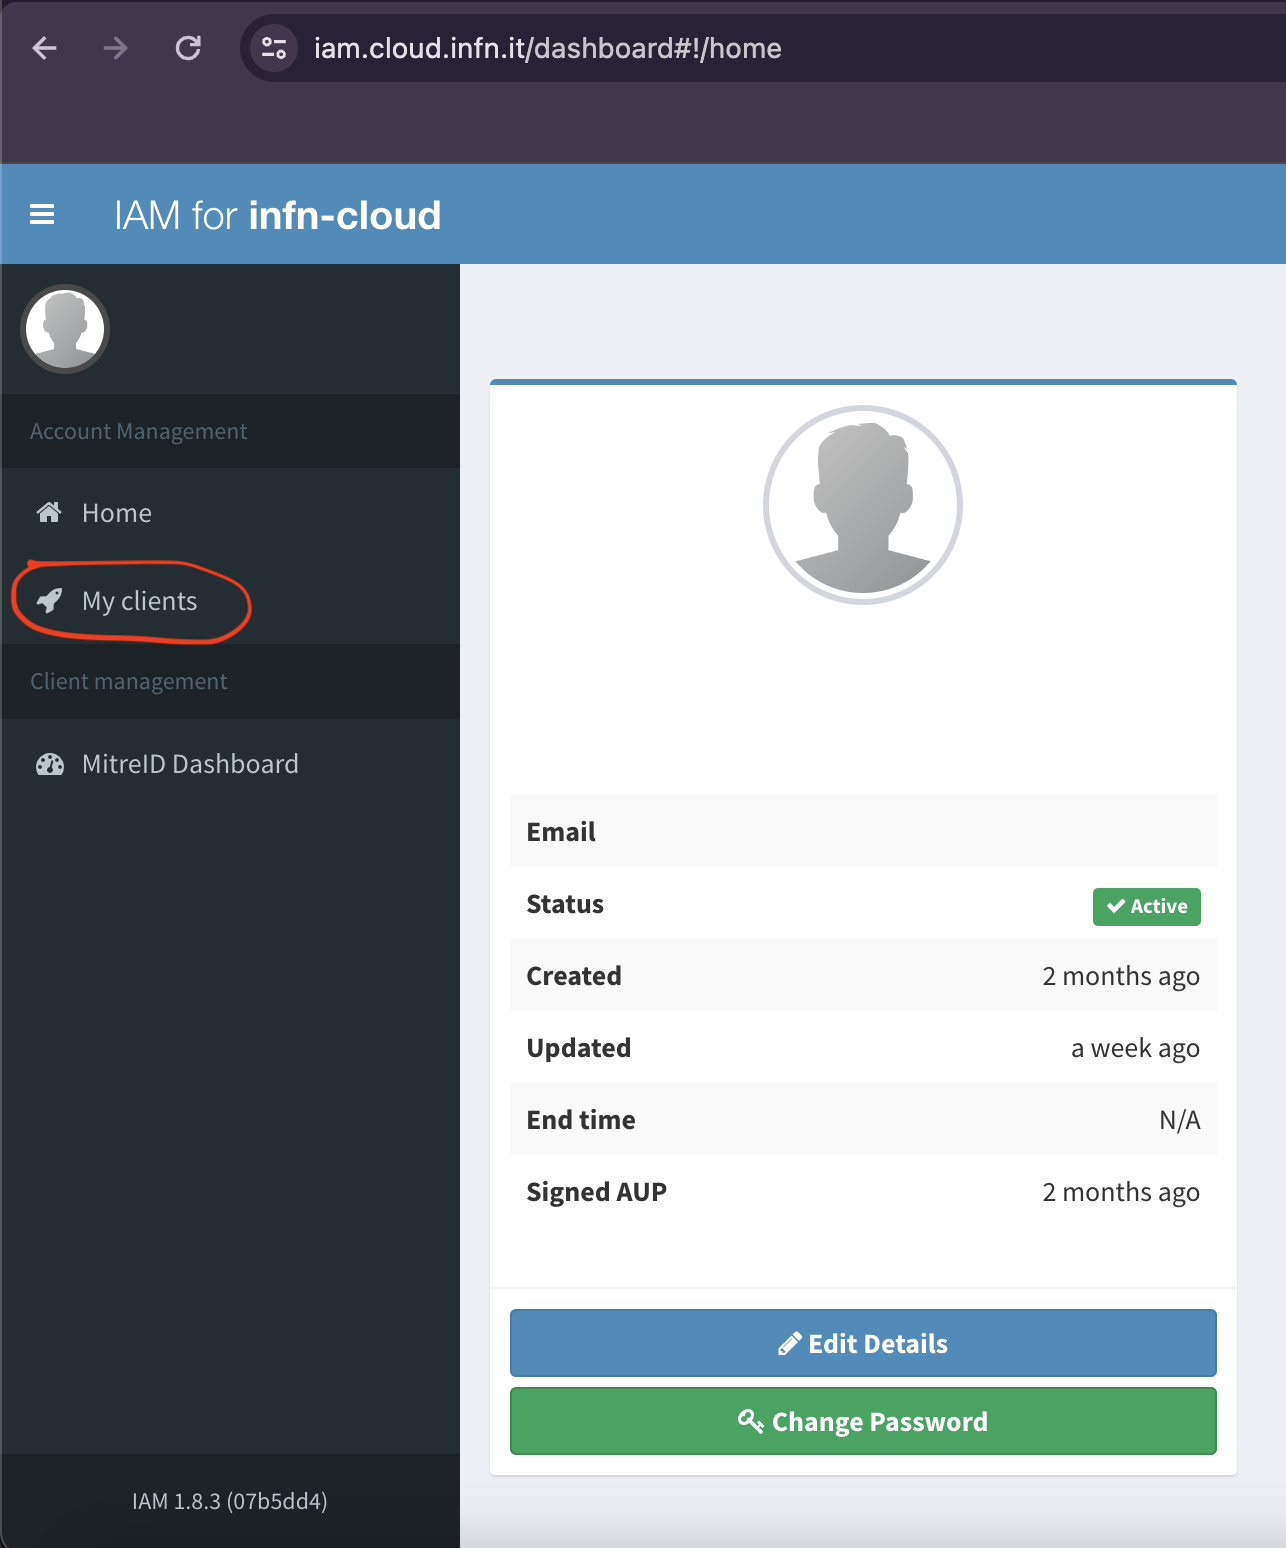 iam.cloud.infn.it/dashboard#!/home
IAM for infn-cloud
Account Management
Home
My clients
Client management
MitreID Dashboard
IAM 1.8.3 (07b5dd4)
Email
Status Active
Created 2 months ago
Updated a week ago
End time N/A
Signed AUP 2 months ago
Edit Details
Change Password